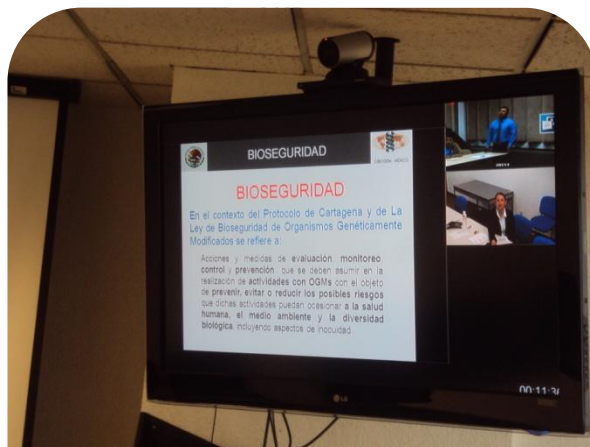 BIOSEGURIDAD
BIOSEGURIDAD
En el contexto del Protocolo de Cartagena y de La
Ley de Bioseguridad de Organismos Genéticamente
Modificados se refiere a:
Acciones y medidas de evaluación, monitoreo,
control y prevención que se deben asumir en la
realización de actividades con OGMs con el objeto
de prevenir, evitar o reducir los posibles riesgos
que dichas actividades puedan ocasionar a la salud
humana, el medio ambiente y la diversidad
biológica, incluyendo aspectos de inocuidad.
LG